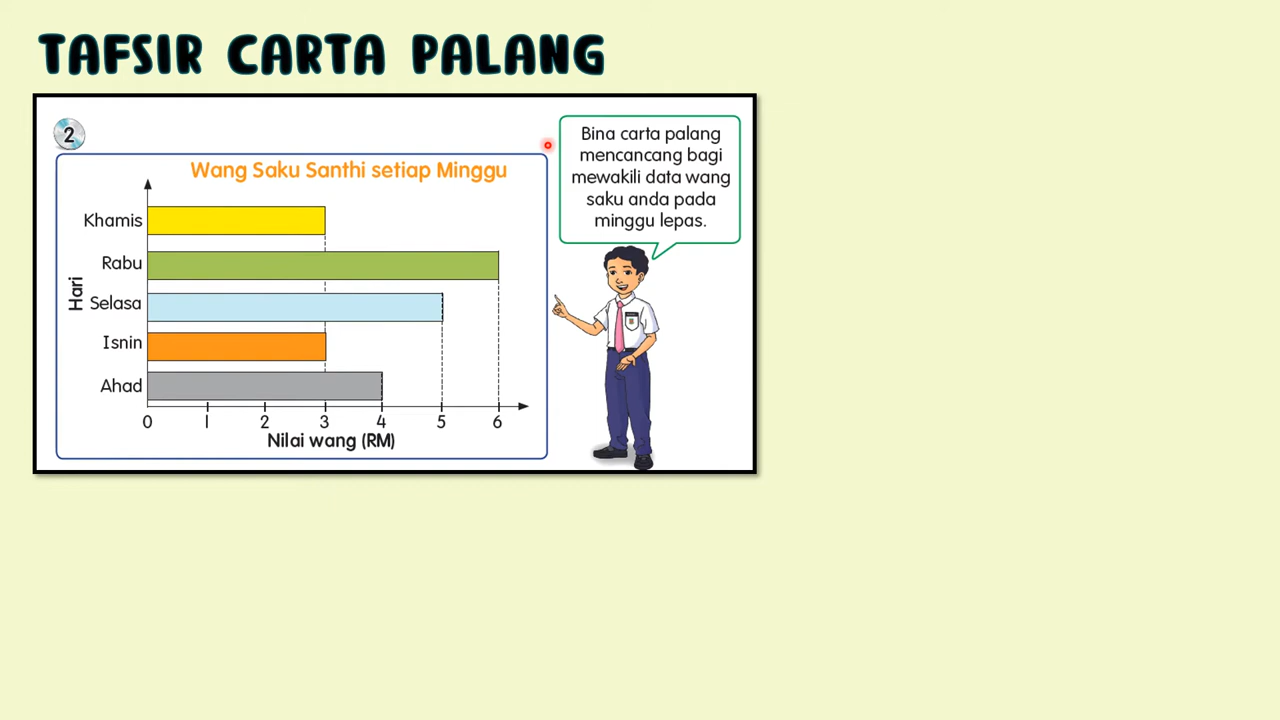 TAFSIR CARTA PALANG
2
Wang Saku Santhi setiap Minggu
Khamis
Rabu
Selasa
Isnin
Ahad
Hari
0 1 2 3 4 5 6
Nilai wang (RM)
Bina carta palang
mencancang bagi
mewakili data wang
saku anda pada
minggu lepas.